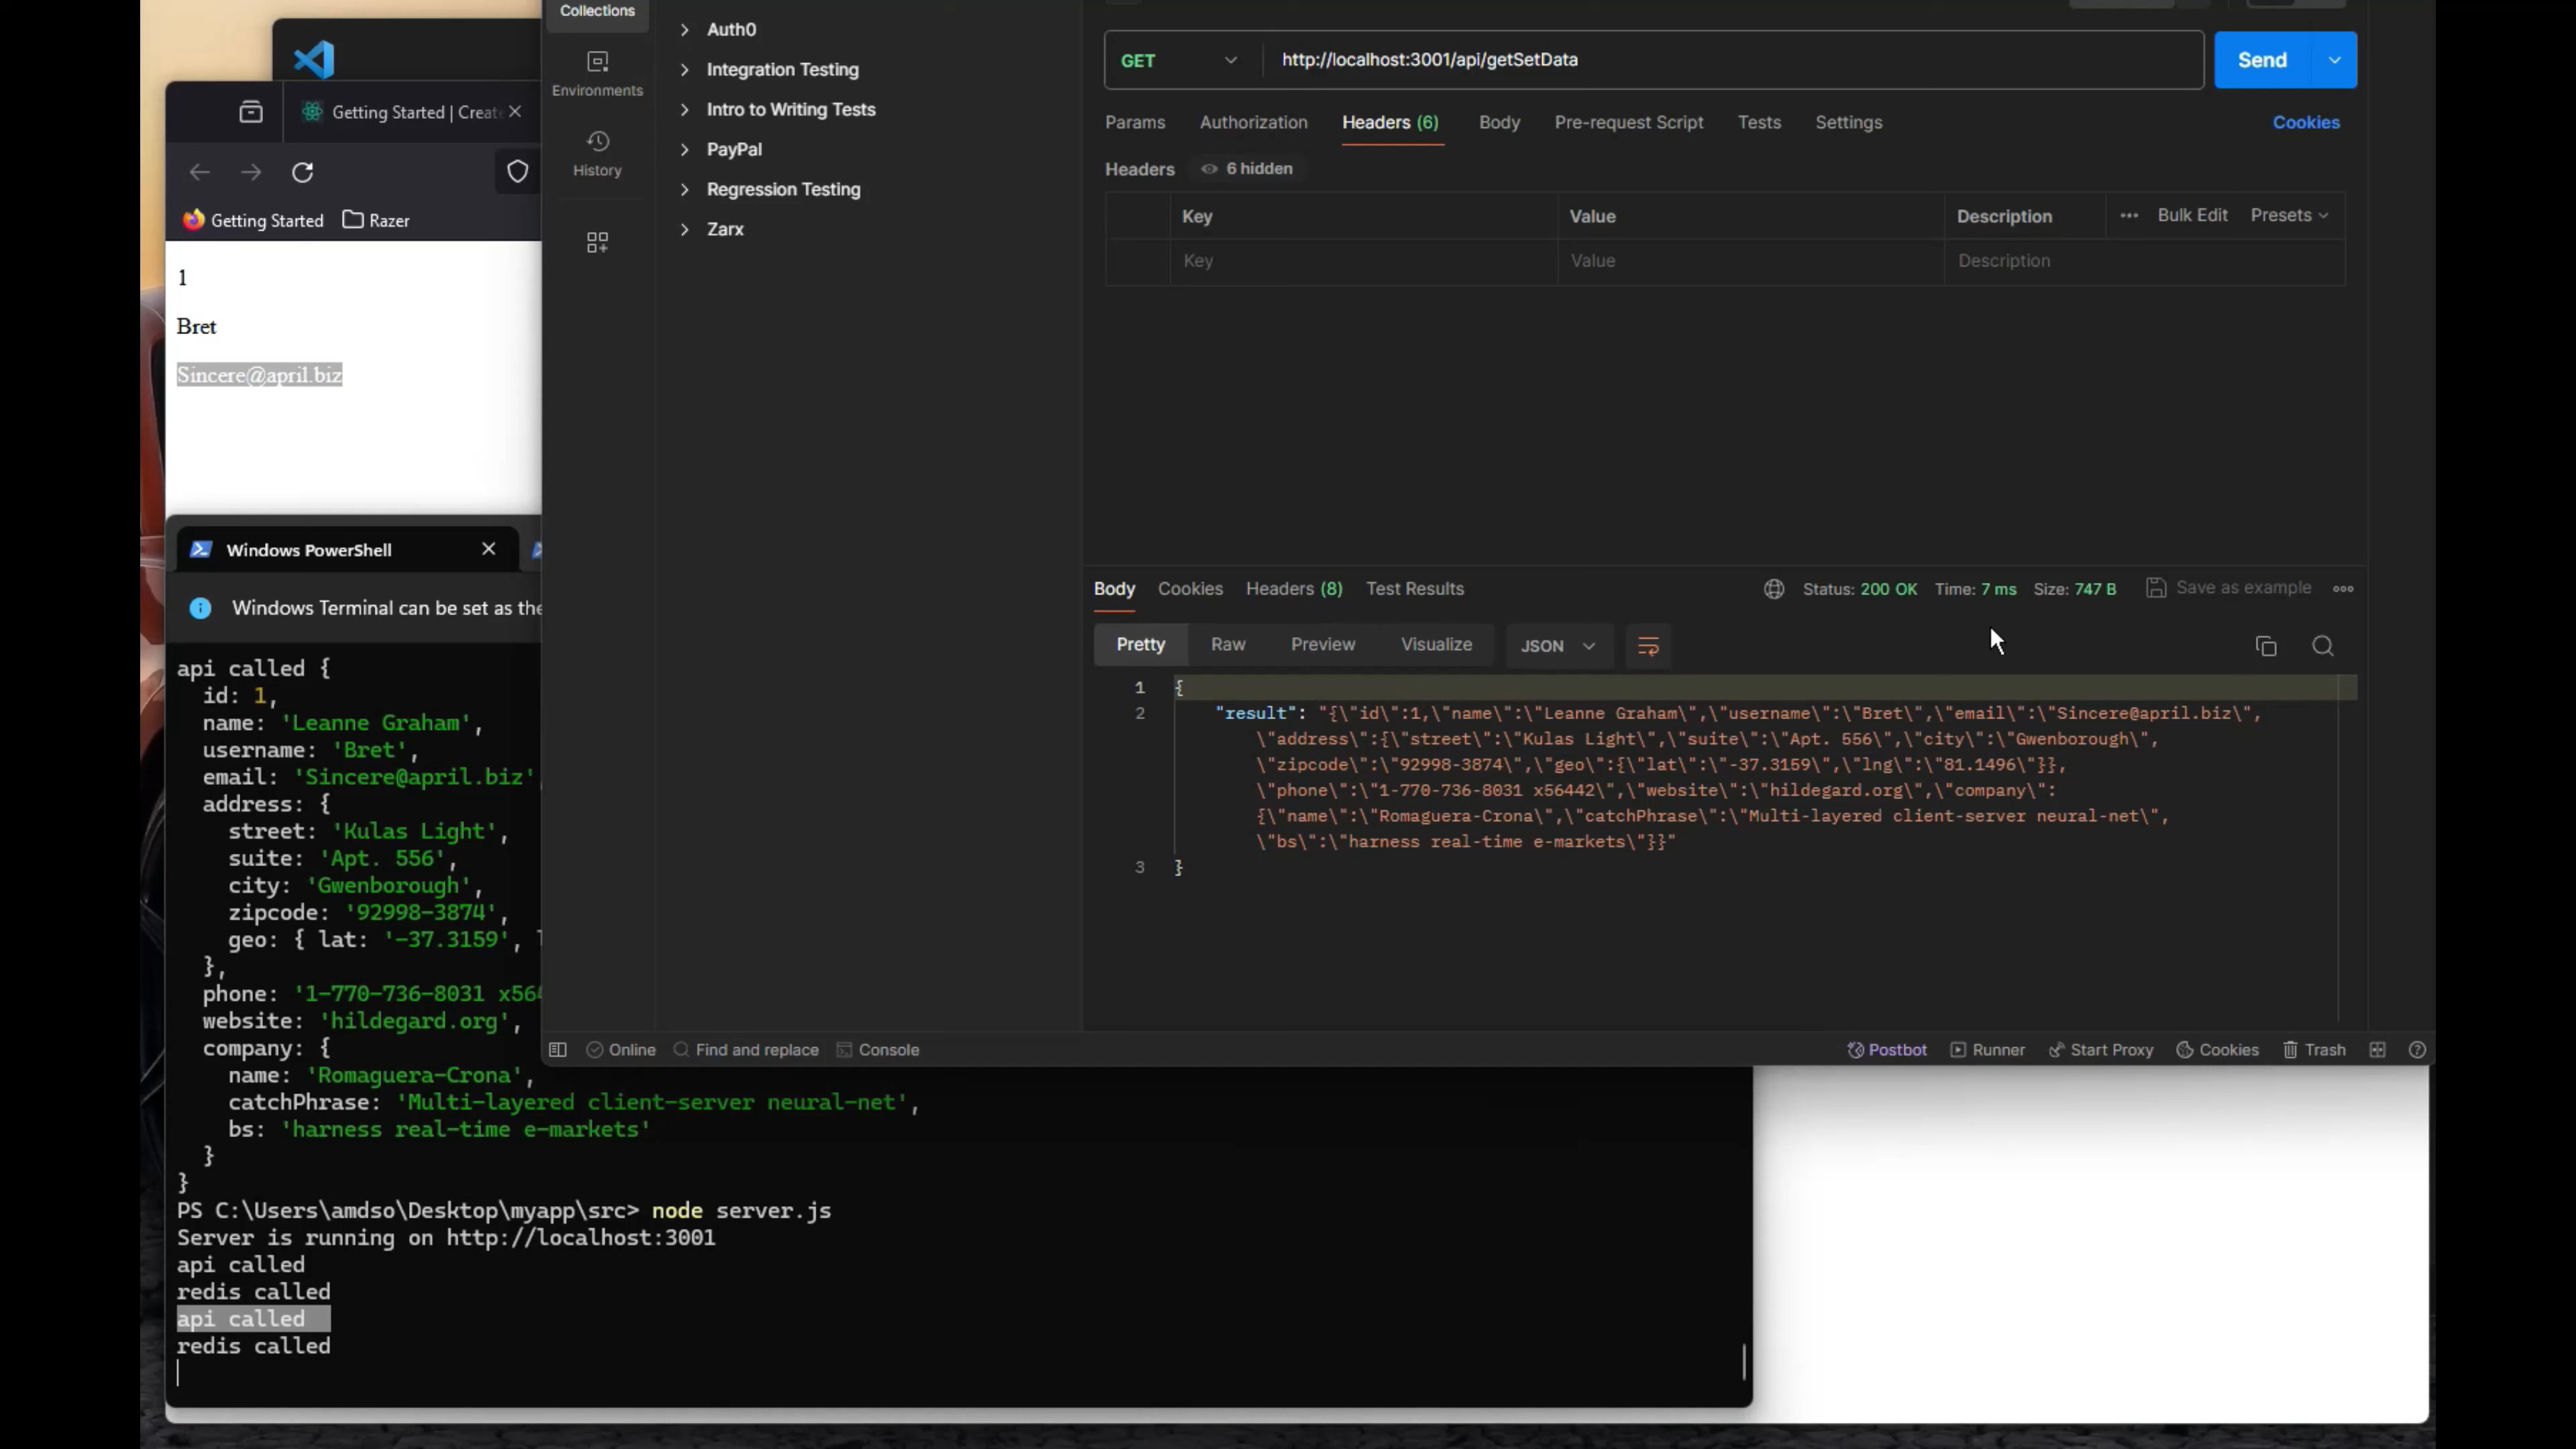 Getting Started | Create
Getting Started
Razer
1
Bret
Sincere@april.biz
Windows PowerShell
Windows Terminal can be set as the
api called {
id: 1,
name: 'Leanne Graham',
username: 'Bret',
email: 'Sincere@april.biz'
address: {
street: 'Kulas Light',
suite: 'Apt. 556',
city: 'Gwenborough',
zipcode: '92998-3874',
geo: { lat: '-37.3159', l
},
phone: '1-770-736-8031 x564
website: 'hildegard.org',
company: {
name: 'Romaguera-Crona',
catchPhrase: 'Multi-layered client-server neural-net',
bs: 'harness real-time e-markets'
}
}
PS C:\Users\amdso\Desktop\myapp\src> node server.js
Server is running on http://localhost:3001
api called
redis called
api called
redis called
Collections
Environments
History
Auth0
Integration Testing
Intro to Writing Tests
PayPal
Regression Testing
Zarx
GET http://localhost:3001/api/getSetData Send
Params Authorization Headers (6) Body Pre-request Script Tests Settings Cookies
Headers 6 hidden
Key Value Description Bulk Edit Presets
Key Value Description
Body Cookies Headers (8) Test Results Status: 200 OK Time: 7 ms Size: 747 B Save as example
Pretty Raw Preview Visualize JSON
1 {
2 "result": "{\"id\":1,\"name\":\"Leanne Graham\",\"username\":\"Bret\",\"email\":\"Sincere@april.biz\",
\"address\":{\"street\":\"Kulas Light\",\"suite\":\"Apt. 556\",\"city\":\"Gwenborough\",
\"zipcode\":\"92998-3874\",\"geo\":{\"lat\":\"-37.3159\",\"lng\":\"81.1496\"}},
\"phone\":\"1-770-736-8031 x56442\",\"website\":\"hildegard.org\",\"company\":
{\"name\":\"Romaguera-Crona\",\"catchPhrase\":\"Multi-layered client-server neural-net\",
\"bs\":\"harness real-time e-markets\"}}"
3 }
Online Find and replace Console Postbot Runner Start Proxy Cookies Trash